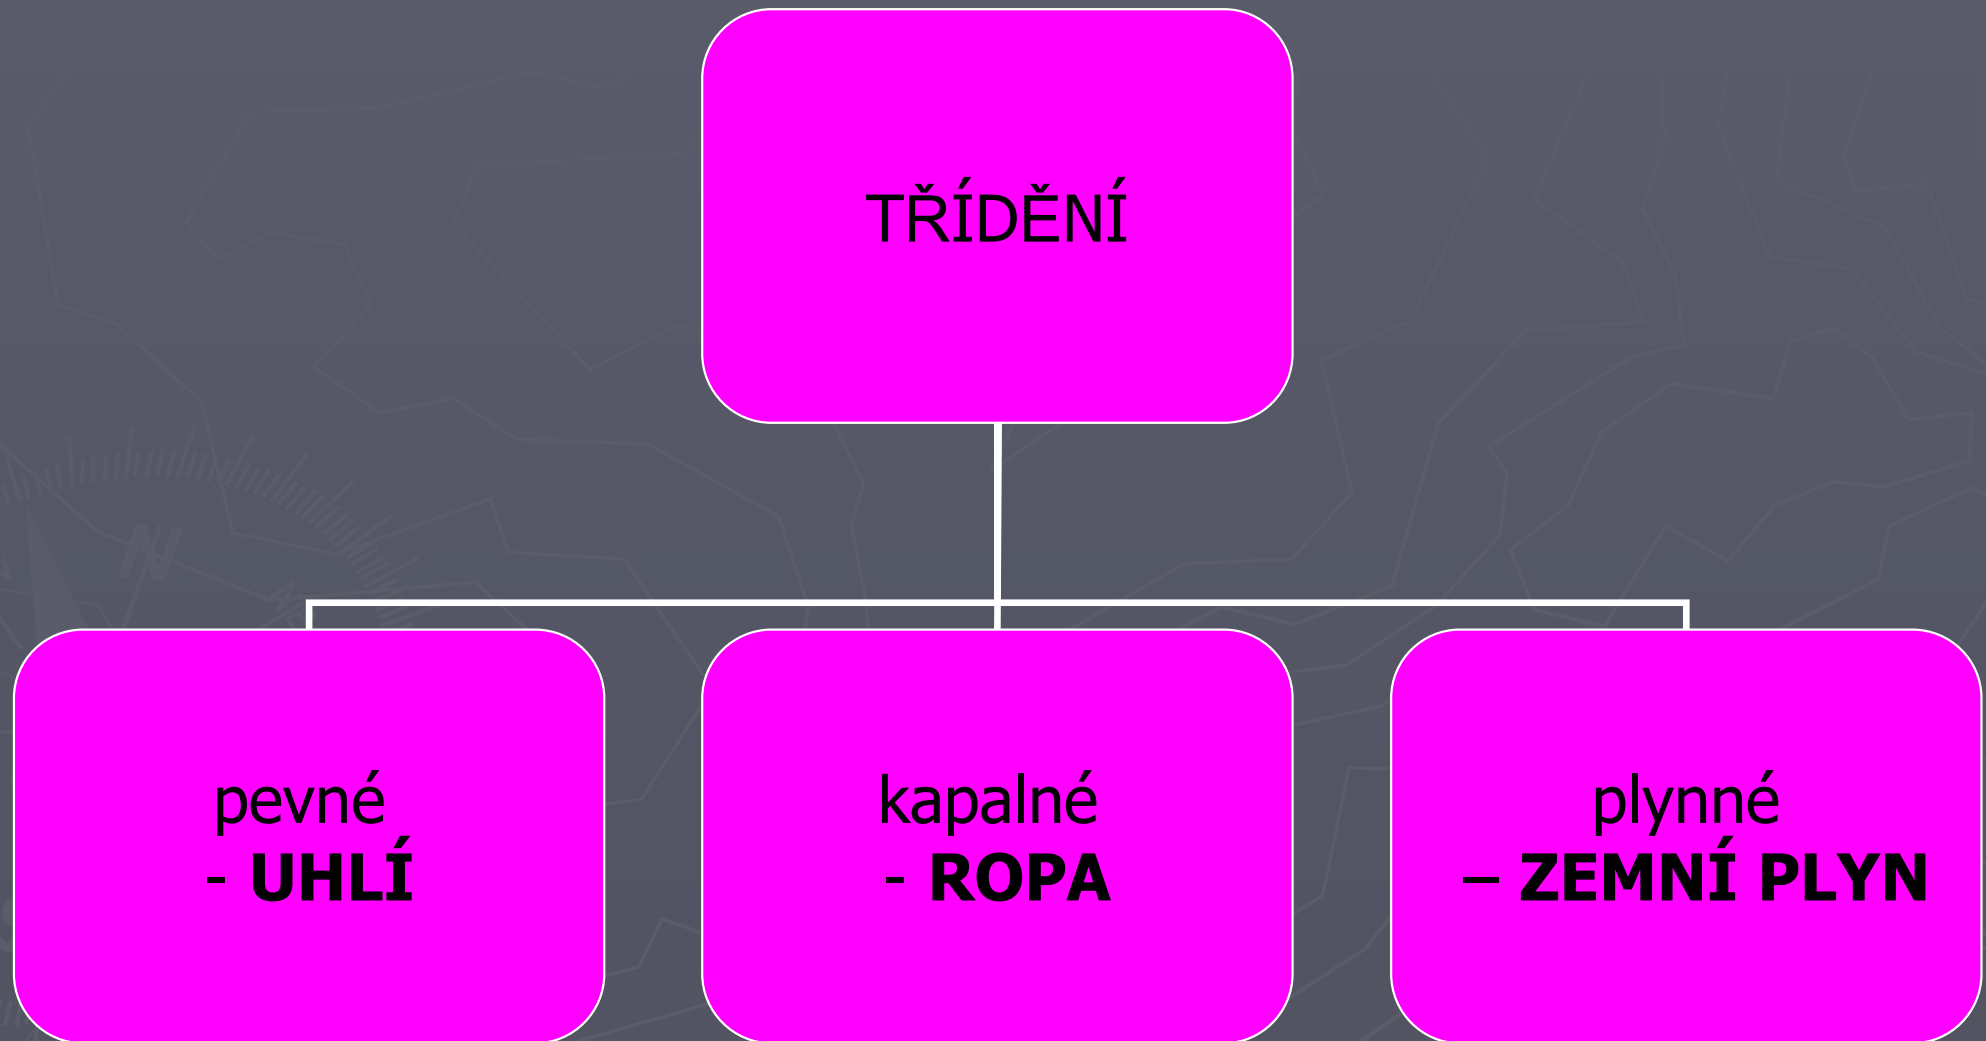 TŘÍDĚNÍ
pevné
- UHLÍ
kapalné
- ROPA
plynné
– ZEMNÍ PLYN